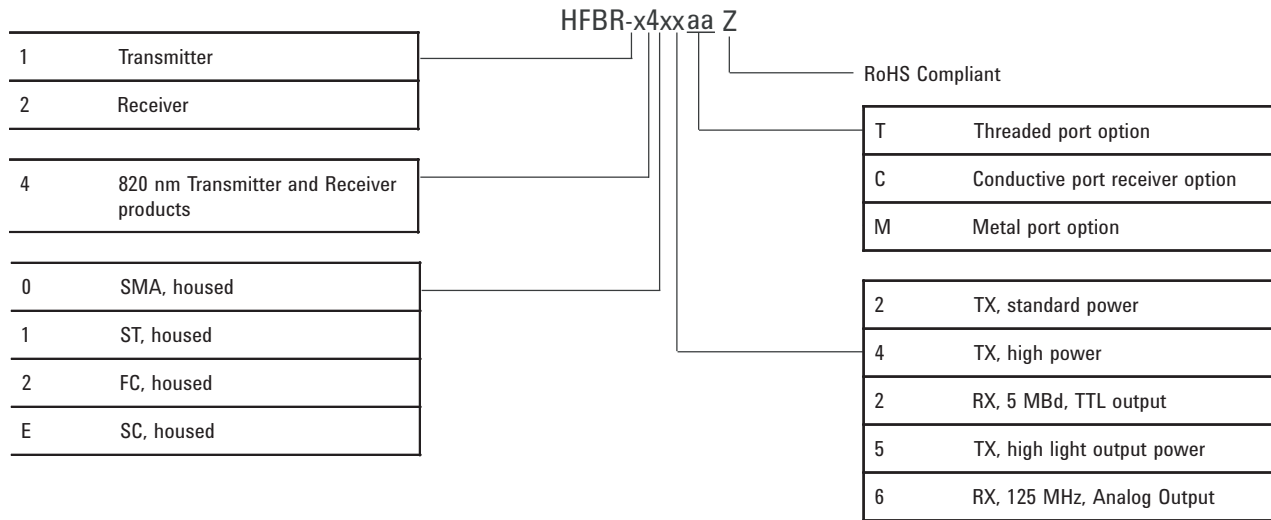 HFBR-x4xxaa Z
1 Transmitter
2 Receiver
4 820 nm Transmitter and Receiver
products
0 SMA, housed
1 ST, housed
2 FC, housed
E SC, housed
RoHS Compliant
T Threaded port option
C Conductive port receiver option
M Metal port option
2 TX, standard power
4 TX, high power
2 RX, 5 MBd, TTL output
5 TX, high light output power
6 RX, 125 MHz, Analog Output